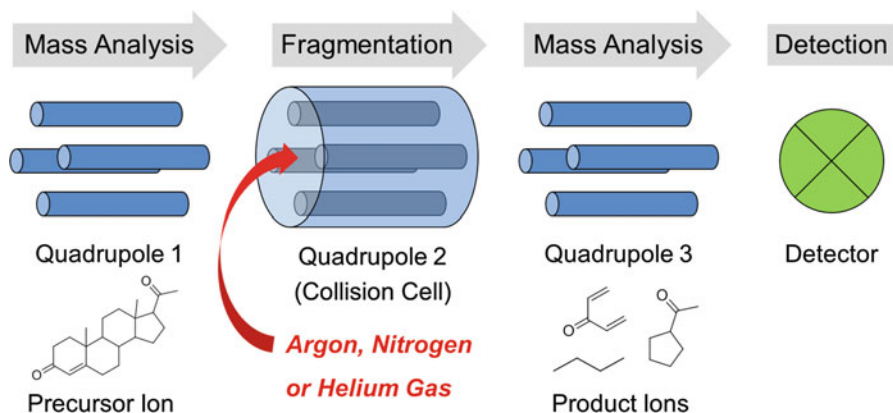 Mass Analysis
Fragmentation
Mass Analysis
Detection
Quadrupole 1
Quadrupole 2
(Collision Cell)
Quadrupole 3
Detector
O
O
Precursor Ion
Argon, Nitrogen
or Helium Gas
O
O
Product Ions